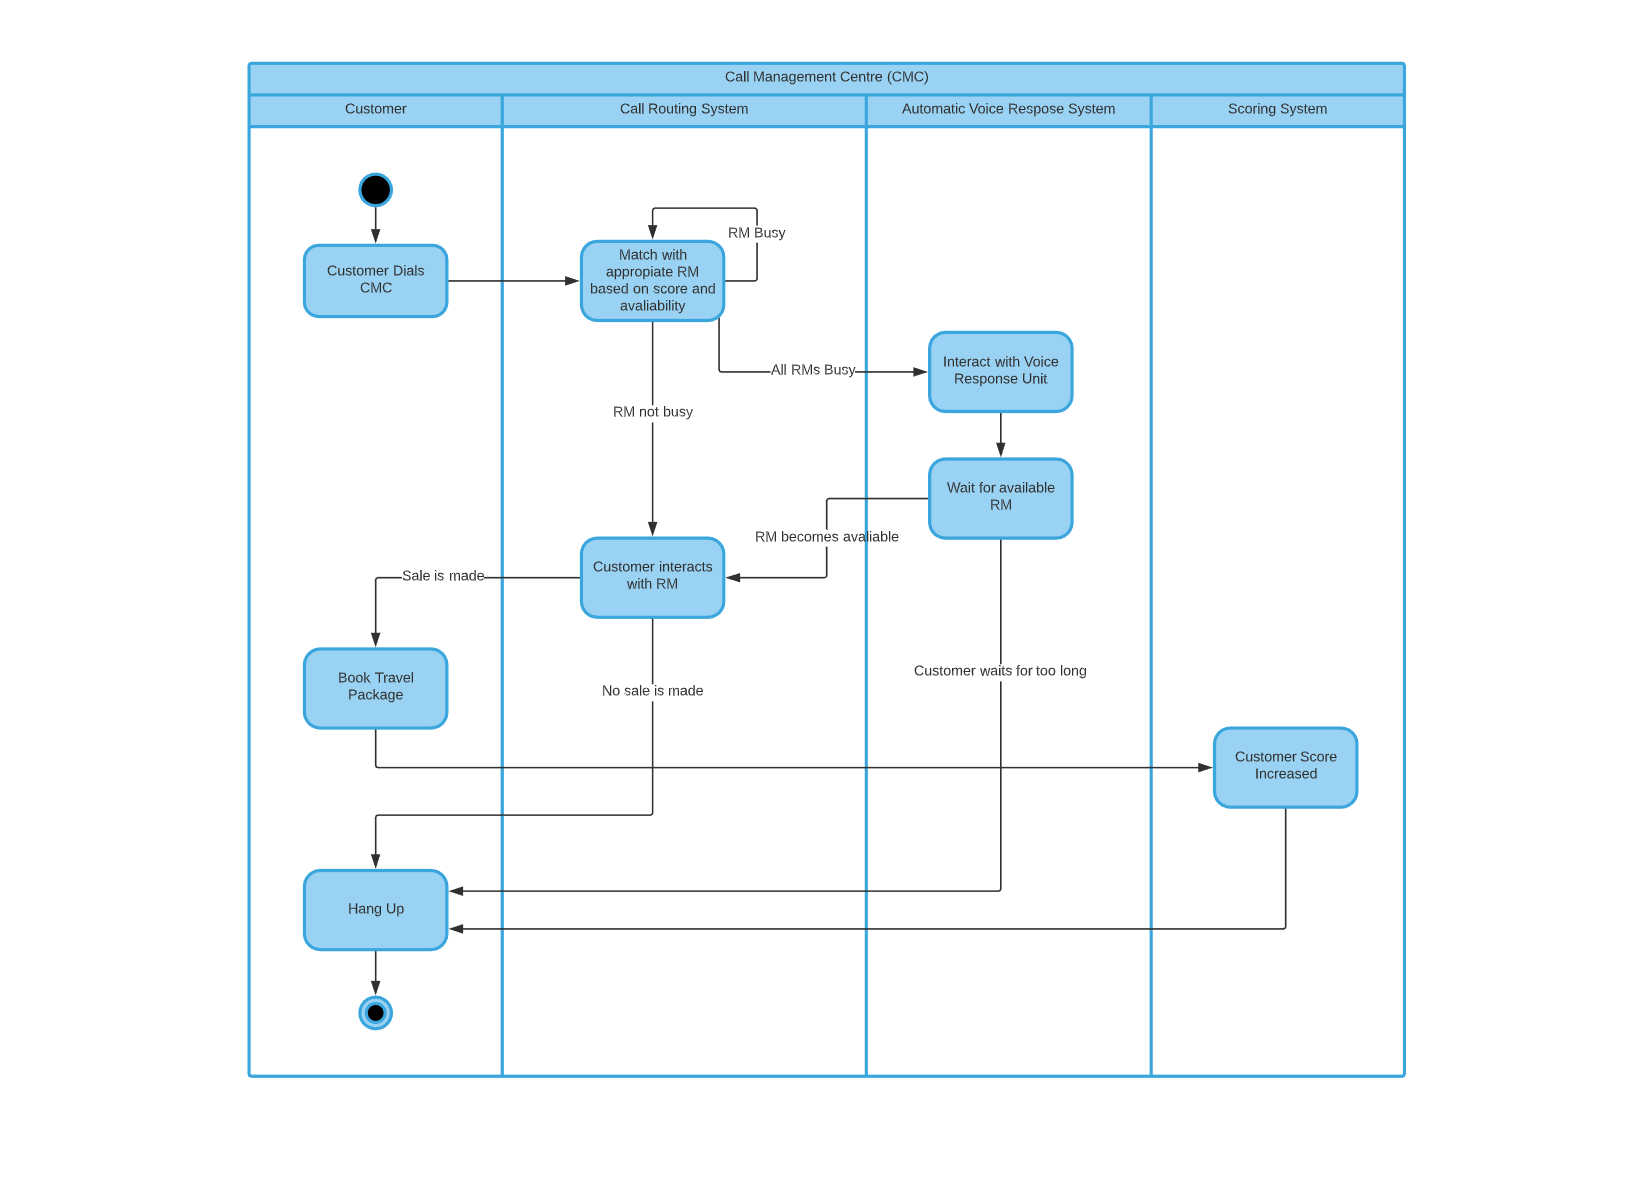 Call Management Centre (CMC)
Customer
Call Routing System
Automatic Voice Respose System
Scoring System
RM Busy
Customer Dials
CMC
Match with
appropiate RM
based on score and
avaliability
Interact with Voice
Response Unit
All RMs Busy
RM not busy
Wait for available
RM
RM becomes avaliable
Customer interacts
with RM
Sale is made
Book Travel
Package
No sale is made
Customer waits for too long
Customer Score
Increased
Hang Up